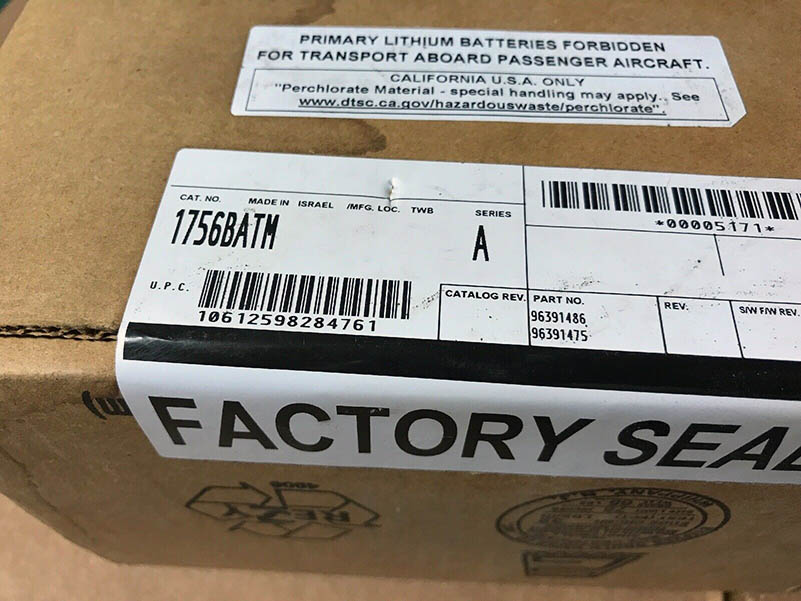 PRIMARY LITHIUM BATTERIES FORBIDDEN
FOR TRANSPORT ABOARD PASSENGER AIRCRAFT.
CALIFORNIA U.S.A. ONLY
"Perchlorate Material - special handling may apply. See
www.dtsc.ca.gov/hazardouswaste/perchlorate".
CAT. NO. MADE IN ISRAEL /MFG. LOC. TWB SERIES
1756BATM A
*00005171*
U.P.C.
10612598284761
CATALOG REV. PART NO. REV. S/W F/W REV.
96391486
96391475
FACTORY SEAL